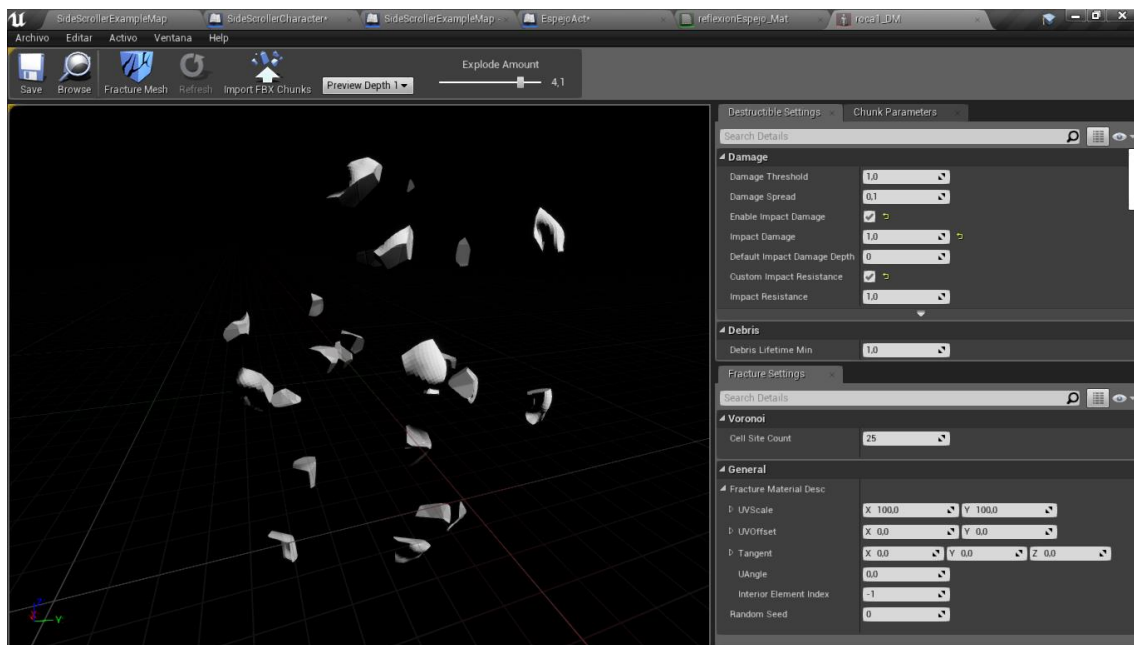 SideScrollerExampleMap SideScrollerCharacter* SideScrollerExampleMap - EspejoAct* reflexionEspejo_Mat roca1_DM
Archivo Editar Activo Ventana Help
Explode Amount
Save Browse Fracture Mesh Refresh Import FBX Chunks Preview Depth 1 4,1
Destructible Settings Chunk Parameters
Search Details
Damage
Damage Threshold 1,0
Damage Spread 0,1
Enable Impact Damage
Impact Damage 1,0
Default Impact Damage Depth 0
Custom Impact Resistance
Impact Resistance 1,0
Debris
Debris Lifetime Min 1,0
Fracture Settings
Search Details
Voronoi
Cell Site Count 25
General
Fracture Material Desc
UVScale X 100,0 Y 100,0
UVOffset X 0,0 Y 0,0
Tangent X 0,0 Y 0,0 Z 0,0
UAngle 0,0
Interior Element Index -1
Random Seed 0
Z
X
Y